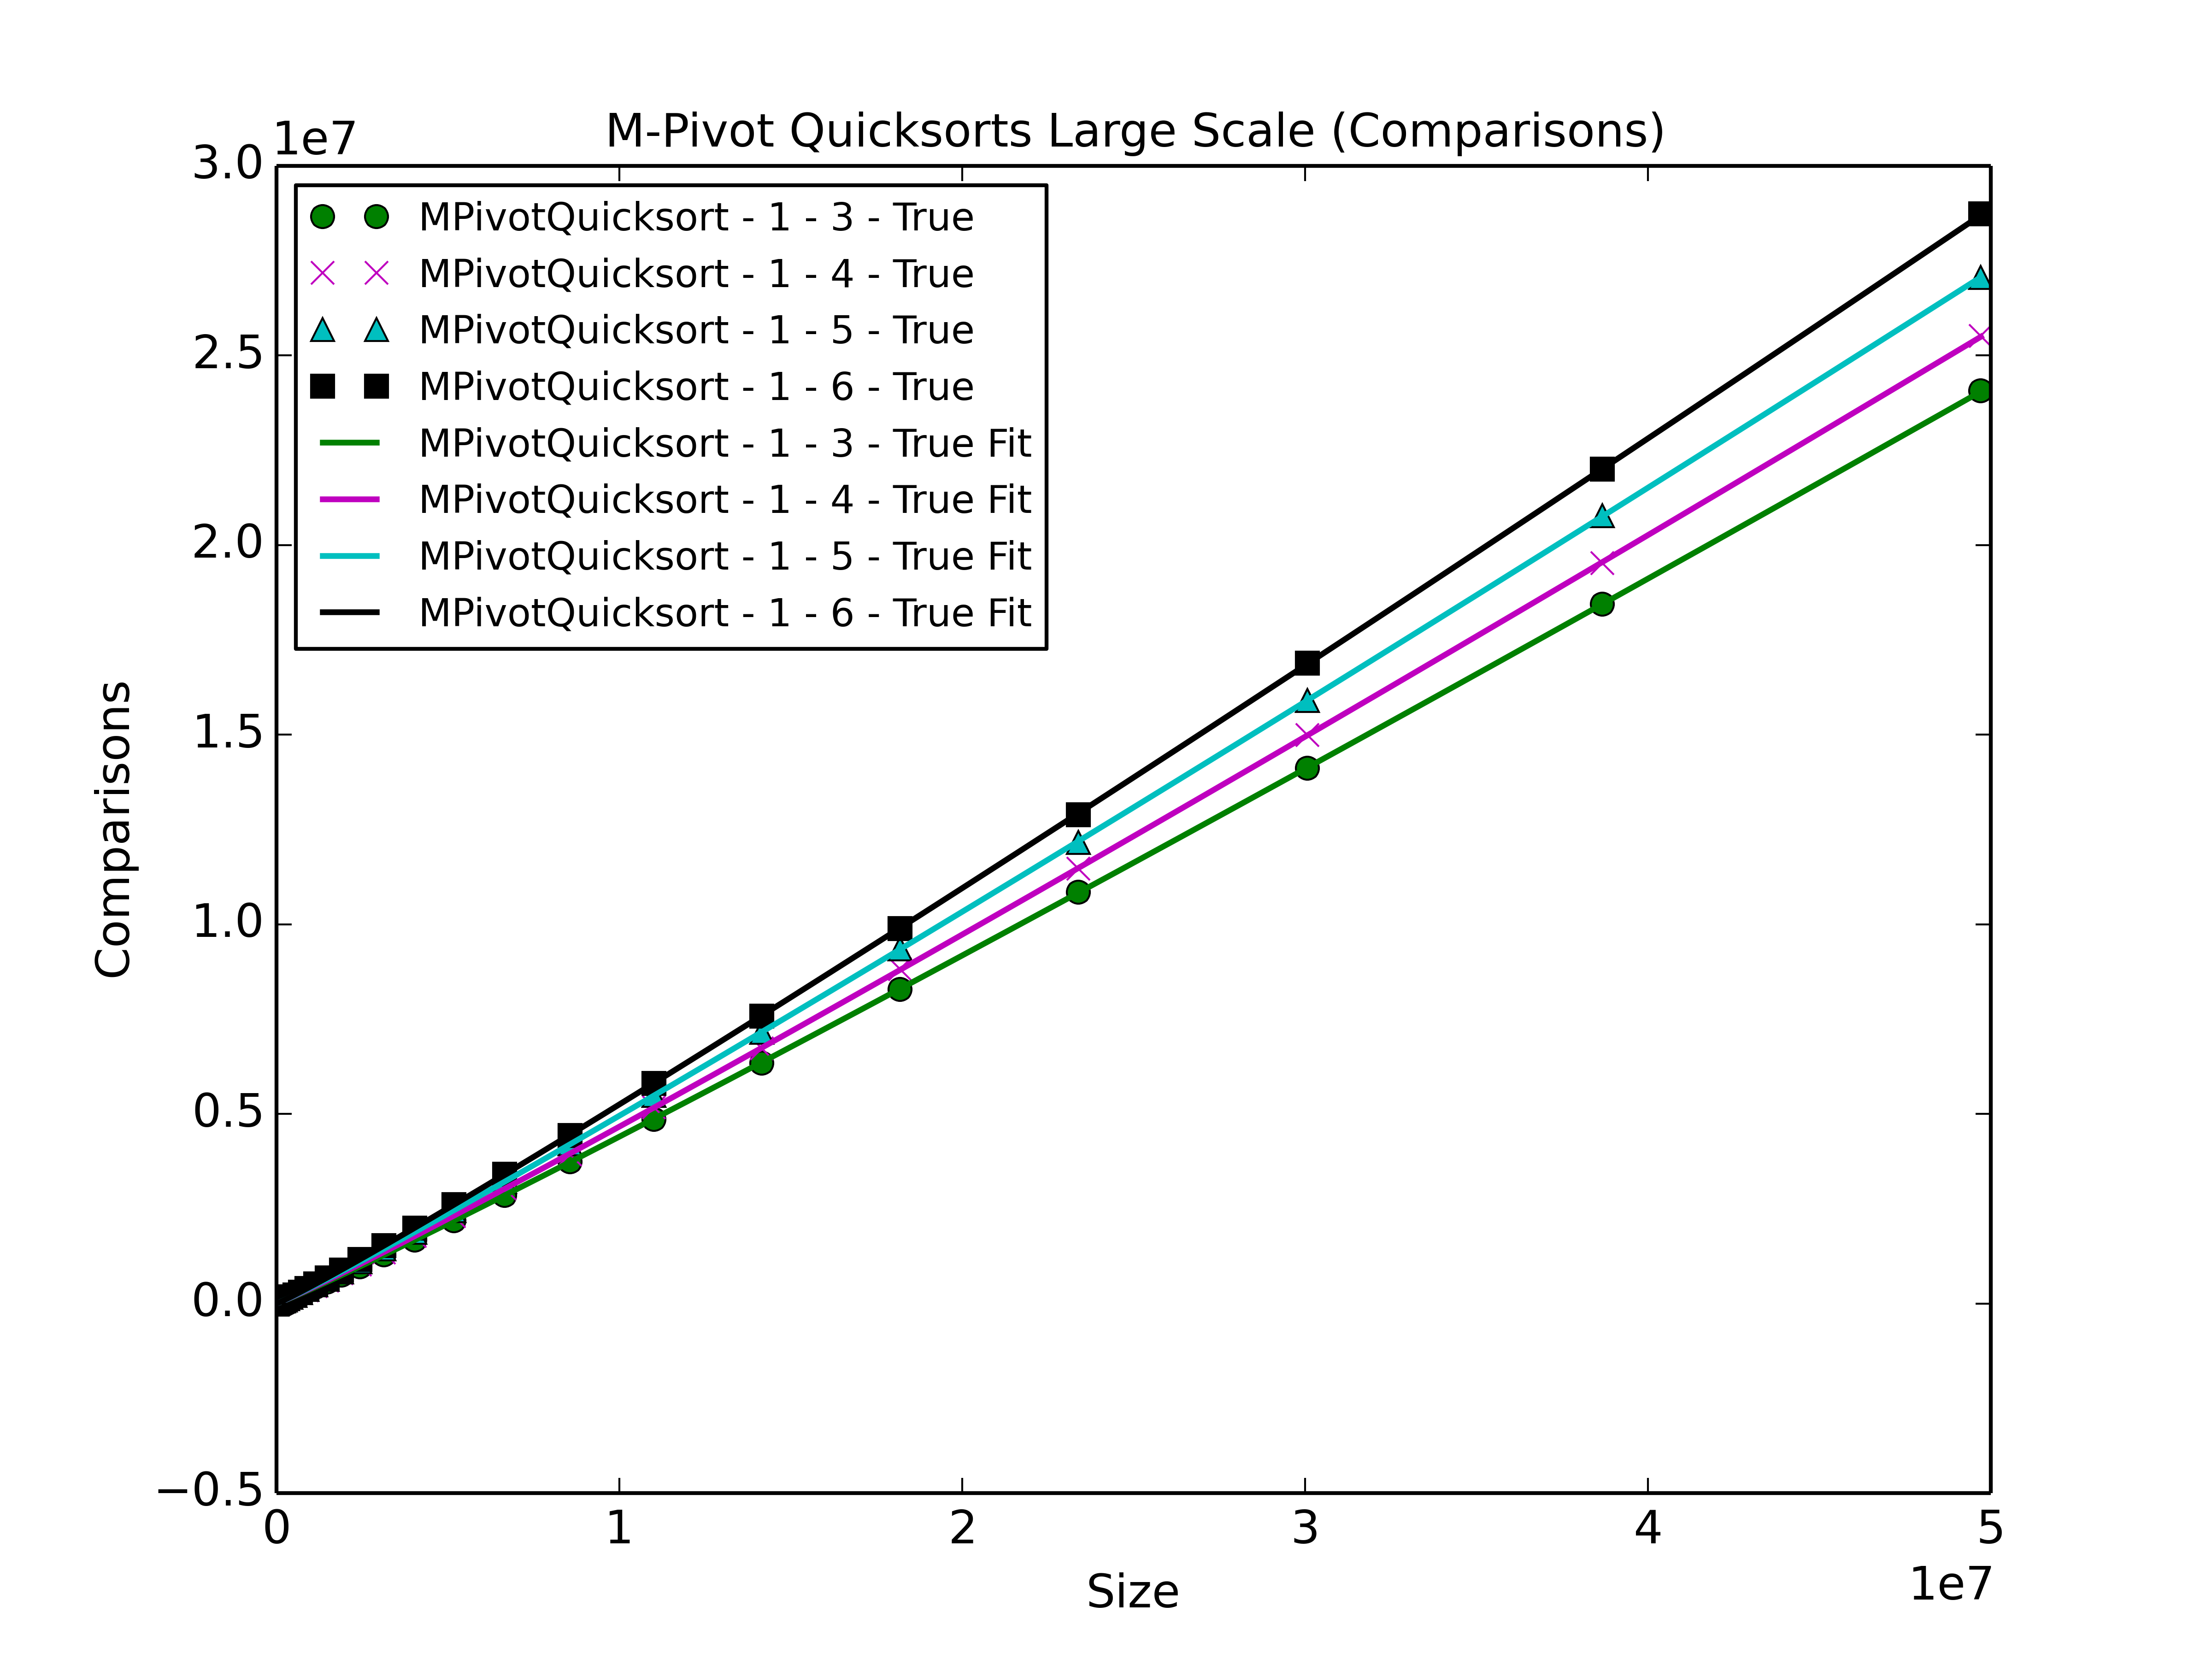 M-Pivot Quicksorts Large Scale (Comparisons)
1e7
3.0
2.5
2.0
1.5
1.0
0.5
0.0
−0.5
Comparisons
MPivotQuicksort - 1 - 3 - True
MPivotQuicksort - 1 - 4 - True
MPivotQuicksort - 1 - 5 - True
MPivotQuicksort - 1 - 6 - True
MPivotQuicksort - 1 - 3 - True Fit
MPivotQuicksort - 1 - 4 - True Fit
MPivotQuicksort - 1 - 5 - True Fit
MPivotQuicksort - 1 - 6 - True Fit
0 1 2 3 4 5
Size
1e7